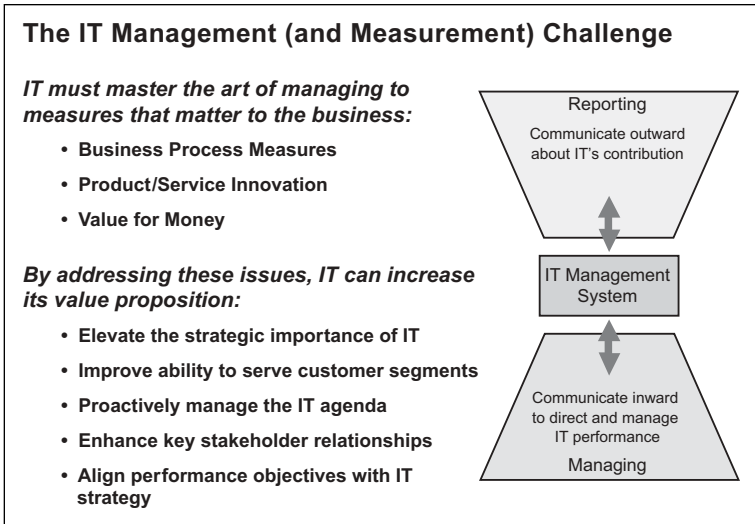 The IT Management (and Measurement) Challenge
IT must master the art of managing to
measures that matter to the business:
• Business Process Measures
• Product/Service Innovation
• Value for Money
By addressing these issues, IT can increase
its value proposition:
• Elevate the strategic importance of IT
• Improve ability to serve customer segments
• Proactively manage the IT agenda
• Enhance key stakeholder relationships
• Align performance objectives with IT
strategy
Reporting
Communicate outward
about IT's contribution
IT Management
System
Communicate inward
to direct and manage
IT performance
Managing